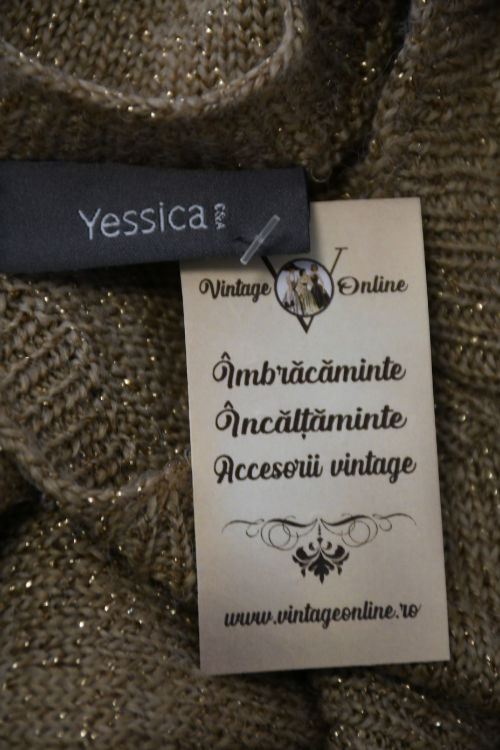 Yessica C&A
Vintage Online
Îmbrăcăminte
Încălțăminte
Accesorii vintage
www.vintageonline.ro